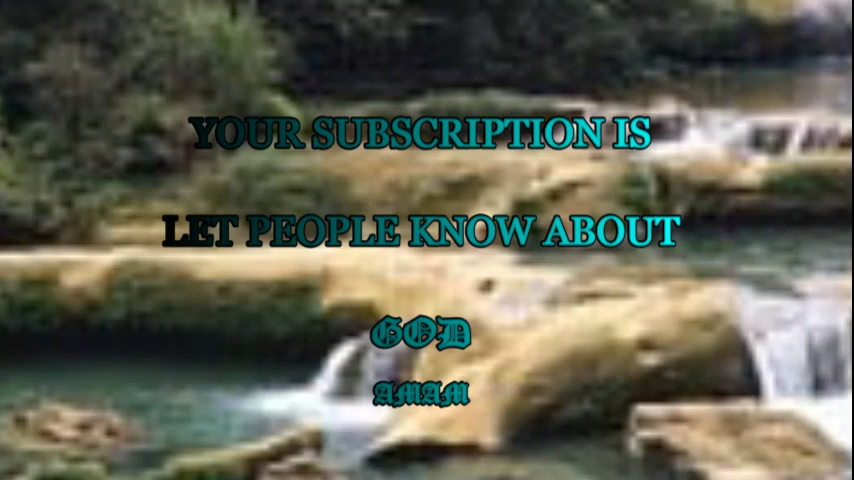 YOUR SUBSCRIPTION IS
LET PEOPLE KNOW ABOUT
GOD
AMAM